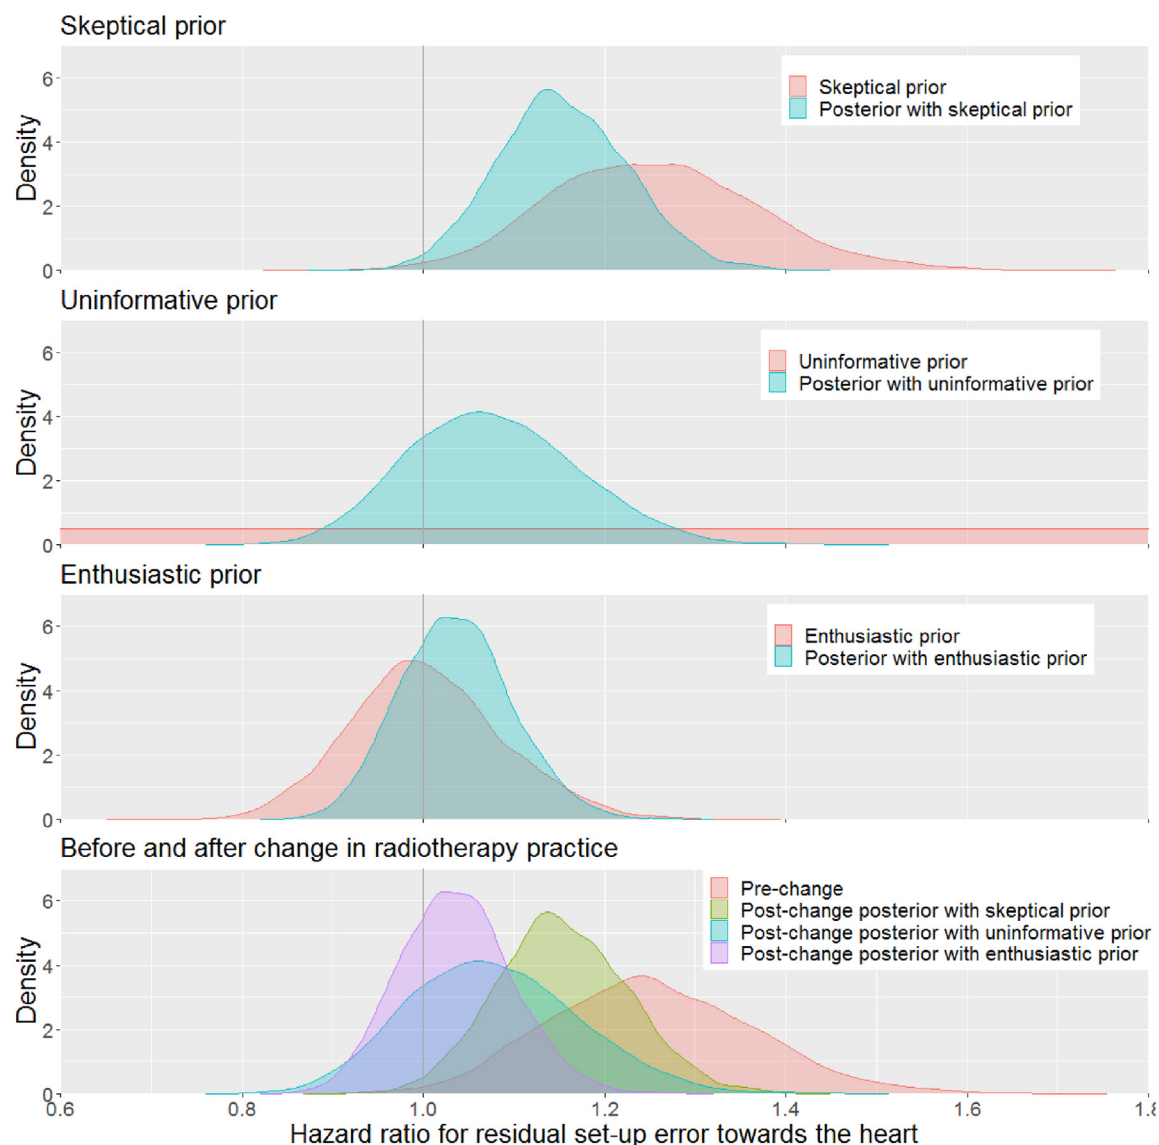 Skeptical prior
Density
6
4
2
0
Skeptical prior
Posterior with skeptical prior
Uninformative prior
Density
6
4
2
0
Uninformative prior
Posterior with uninformative prior
Enthusiastic prior
Density
6
4
2
0
Enthusiastic prior
Posterior with enthusiastic prior
Before and after change in radiotherapy practice
Density
6
4
2
0
Pre-change
Post-change posterior with skeptical prior
Post-change posterior with uninformative prior
Post-change posterior with enthusiastic prior
0.6 0.8 1.0 1.2 1.4 1.6 1.8
Hazard ratio for residual set-up error towards the heart